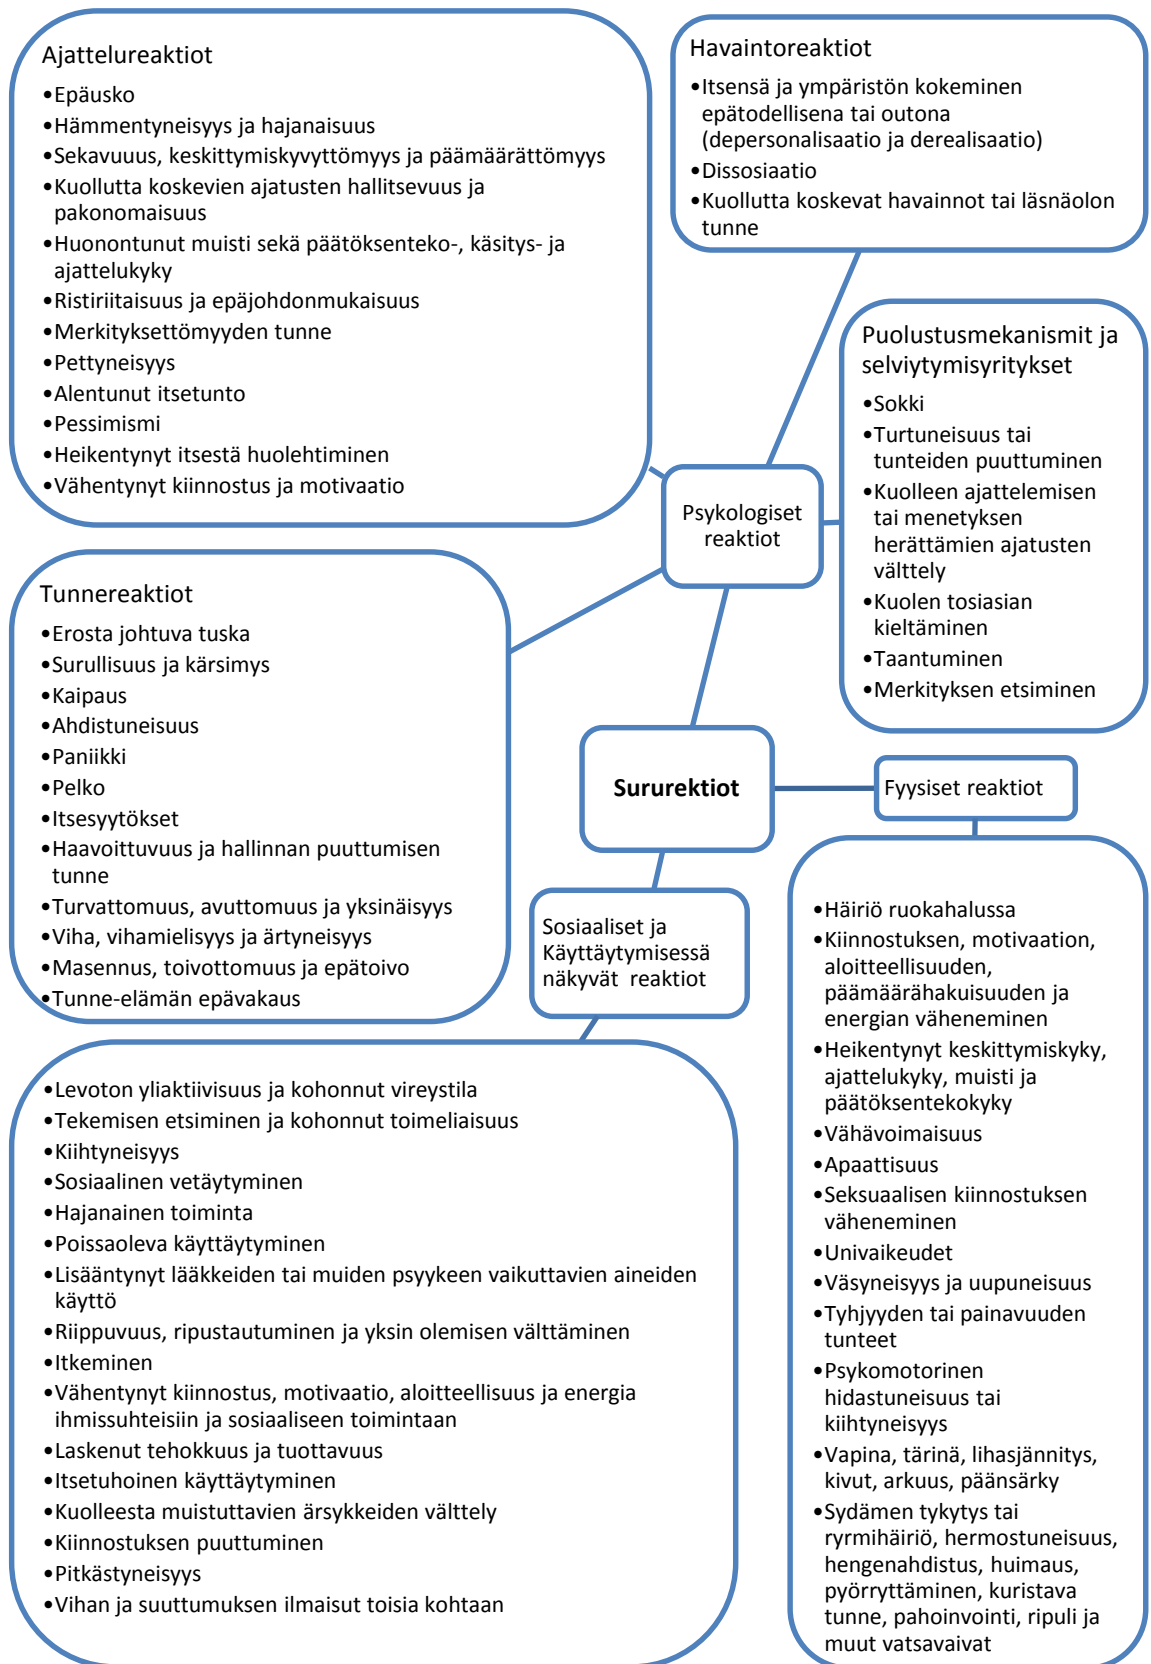 Ajattelureaktiot
•Epäusko
•Hämmentyneisyys ja hajanaisuus
•Sekavuuus, keskittymiskyvyttömyys ja päämäärättömyys
•Kuollutta koskevien ajatusten hallitsevuus ja
pakonomaisuus
•Huonontunut muisti sekä päätöksenteko-, käsitys- ja
ajattelukyky
•Ristiriitaisuus ja epäjohdonmukaisuus
•Merkityksettömyyden tunne
•Pettyneisyys
•Alentunut itsetunto
•Pessimismi
•Heikentynyt itsestä huolehtiminen
•Vähentynyt kiinnostus ja motivaatio
Havaintoreaktiot
•Itsensä ja ympäristön kokeminen
epätodellisena tai outona
(depersonalisaatio ja derealisaatio)
•Dissosiaatio
•Kuollutta koskevat havainnot tai läsnäolon
tunne
Puolustusmekanismit ja
selviytymisyritykset
•Sokki
•Turtuneisuus tai
tunteiden puuttuminen
•Kuolleen ajattelemisen
tai menetyksen
herättämien ajatusten
välttely
•Kuolen tosiasian
kieltäminen
•Taantuminen
•Merkityksen etsiminen
Psykologiset
reaktiot
Tunnereaktiot
•Erosta johtuva tuska
•Surullisuus ja kärsimys
•Kaipaus
•Ahdistuneisuus
•Paniikki
•Pelko
•Itsesyytökset
•Haavoittuvuus ja hallinnan puuttumisen
tunne
•Turvattomuus, avuttomuus ja yksinäisyys
•Viha, vihamielisyys ja ärtyneisyys
•Masennus, toivottomuus ja epätoivo
•Tunne-elämän epävakaus
Sururektiot
Fyysiset reaktiot
Sosiaaliset ja
Käyttäytymisessä
näkyvät reaktiot
•Häiriö ruokahalussa
•Kiinnostuksen, motivaation,
aloitteellisuuden,
päämäärähakuisuuden ja
energian väheneminen
•Heikentynyt keskittymiskyky,
ajattelukyky, muisti ja
päätöksentekokyky
•Vähävoimaisuus
•Apaattisuus
•Seksuaalisen kiinnostuksen
väheneminen
•Univaikeudet
•Väsyneisyys ja uupuneisuus
•Tyhjyyden tai painavuuden
tunteet
•Psykomotorinen
hidastuneisuus tai
kiihtyneisyys
•Vapina, tärinä, lihasjännitys,
kivut, arkuus, päänsärky
•Sydämen tykytys tai
ryrmihäiriö, hermostuneisuus,
hengenahdistus, huimaus,
pyörryttäminen, kuristava
tunne, pahoinvointi, ripuli ja
muut vatsavaivat
•Levoton yliaktiivisuus ja kohonnut vireystila
•Tekemisen etsiminen ja kohonnut toimeliaisuus
•Kiihtyneisyys
•Sosiaalinen vetäytyminen
•Hajanainen toiminta
•Poissaoleva käyttäytyminen
•Lisääntynyt lääkkeiden tai muiden psyykeen vaikuttavien aineiden
käyttö
•Riippuvuus, ripustautuminen ja yksin olemisen välttäminen
•Itkeminen
•Vähentynyt kiinnostus, motivaatio, aloitteellisuus ja energia
ihmissuhteisiin ja sosiaaliseen toimintaan
•Laskenut tehokkuus ja tuottavuus
•Itsetuhoinen käyttäytyminen
•Kuolleesta muistuttavien ärsykkeiden välttely
•Kiinnostuksen puuttuminen
•Pitkästyneisyys
•Vihan ja suuttumuksen ilmaisut toisia kohtaan